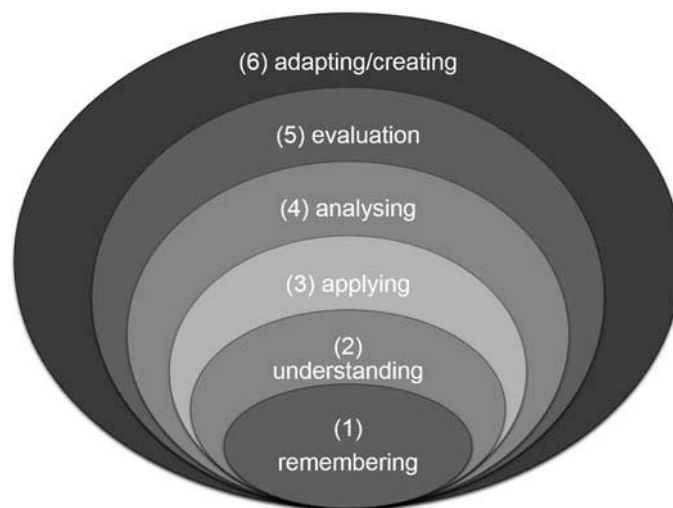 (6) adapting/creating
(5) evaluation
(4) analysing
(3) applying
(2)
understanding
(1)
remembering